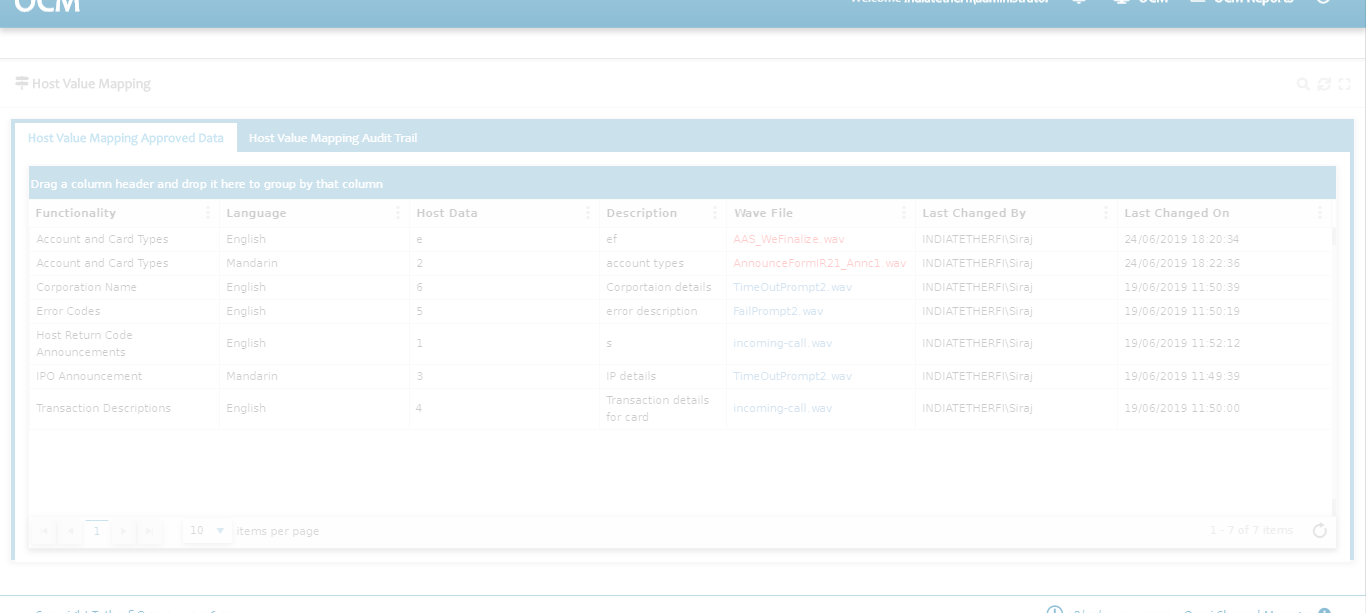 OCM
Welcome indiatetherfi\administrator OCM OCM Reports
Host Value Mapping
Host Value Mapping Approved Data Host Value Mapping Audit Trail
Drag a column header and drop it here to group by that column
Functionality Language Host Data Description Wave File Last Changed By Last Changed On
Account and Card Types English e ef AAS_WeFinalize.wav INDIATETHERFI\Siraj 24/06/2019 18:20:34
Account and Card Types Mandarin 2 account types AnnounceFormIR21_Annc1.wav INDIATETHERFI\Siraj 24/06/2019 18:22:36
Corporation Name English 6 Corportaion details TimeOutPrompt2.wav INDIATETHERFI\Siraj 19/06/2019 11:50:39
Error Codes English 5 error description FailPrompt2.wav INDIATETHERFI\Siraj 19/06/2019 11:50:19
Host Return Code
Announcements English 1 s incoming-call.wav INDIATETHERFI\Siraj 19/06/2019 11:52:12
IPO Announcement Mandarin 3 IP details TimeOutPrompt2.wav INDIATETHERFI\Siraj 19/06/2019 11:49:39
Transaction Descriptions English 4 Transaction details
for card incoming-call.wav INDIATETHERFI\Siraj 19/06/2019 11:50:00
1 10 items per page 1 - 7 of 7 items